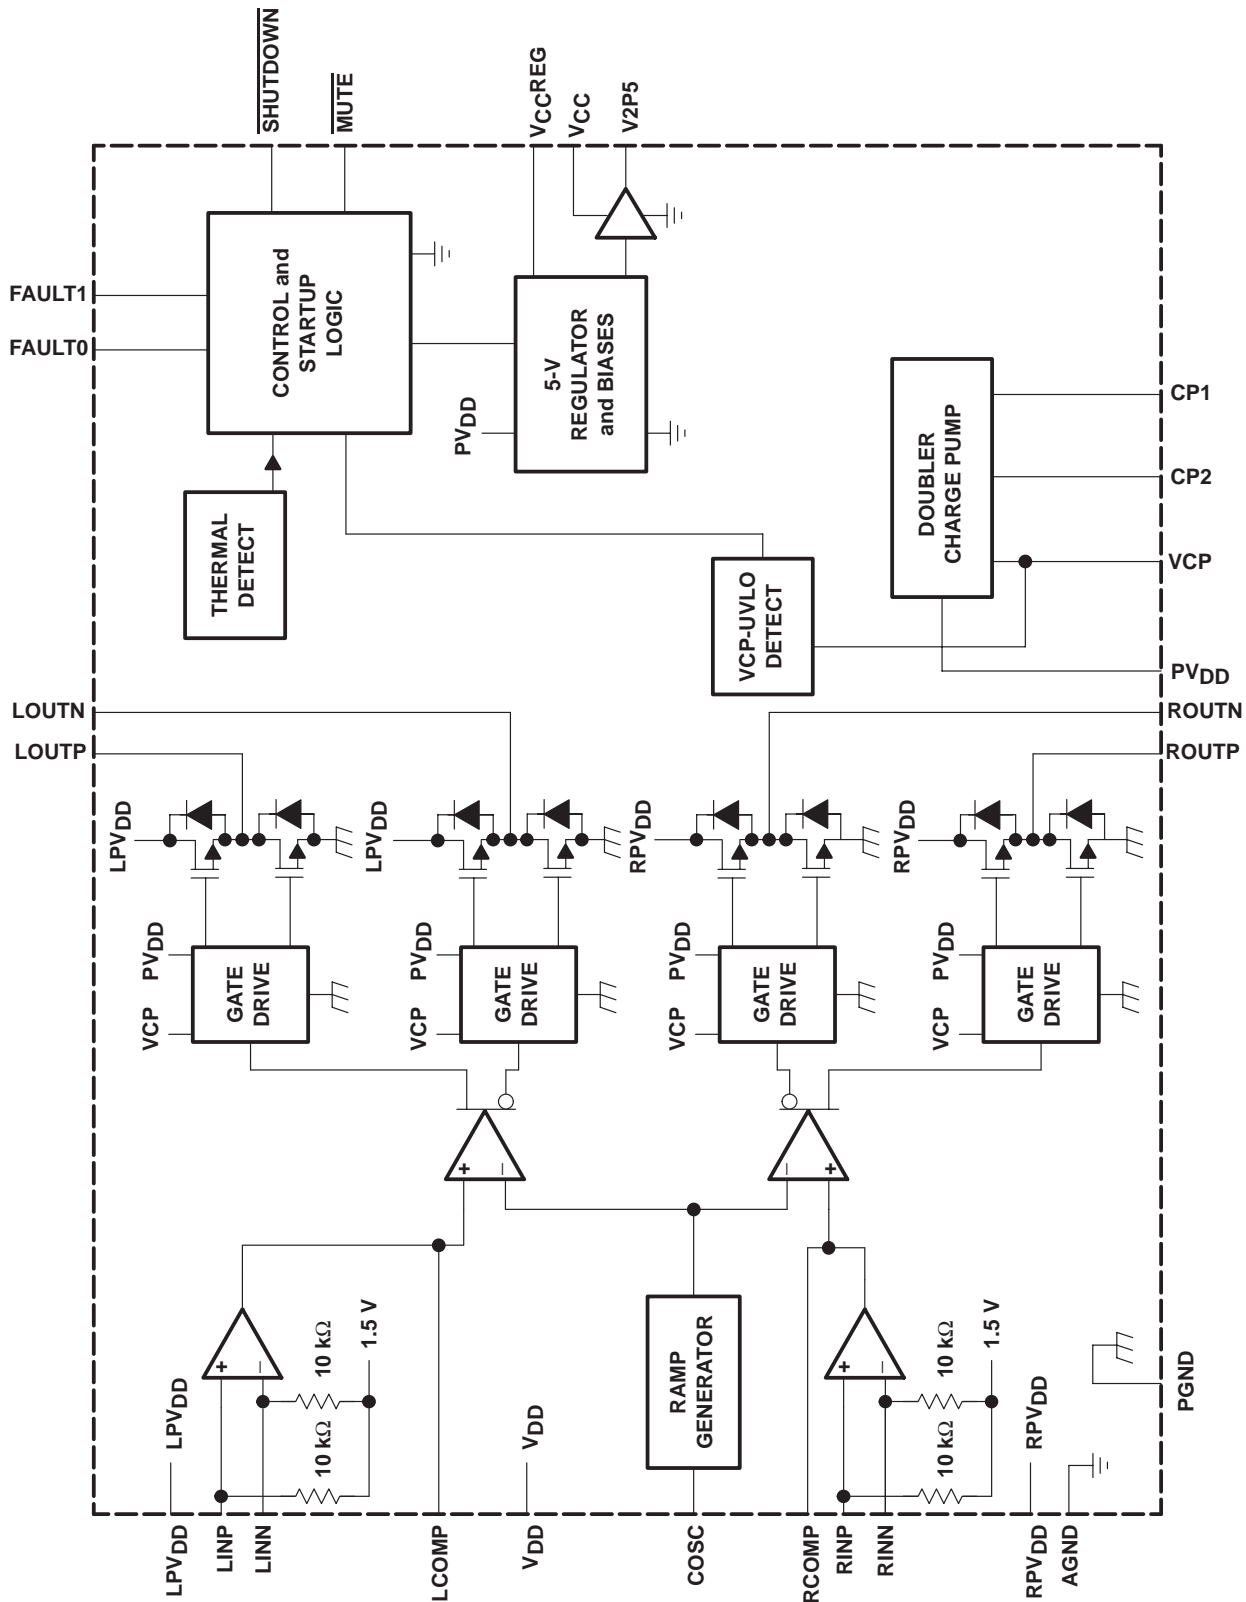 SHUTDOWN
MUTE
VCCREG
VCC
V2P5
FAULT1
FAULT0
CONTROL and
STARTUP
LOGIC
5-V
REGULATOR
and BIASES
PVDD
THERMAL
DETECT
VCP-UVLO
DETECT
DOUBLER
CHARGE PUMP
CP1
CP2
VCP
PVDD
LOUTN
LOUTP
ROUTN
ROUTP
LPVDD
LPVDD
RPVDD
RPVDD
PVDD
VCP
GATE
DRIVE
PVDD
VCP
GATE
DRIVE
PVDD
VCP
GATE
DRIVE
PVDD
VCP
GATE
DRIVE
+
–
–
+
+
–
10 kΩ
10 kΩ
1.5 V
LPVDD
VDD
RAMP
GENERATOR
+
–
10 kΩ
10 kΩ
1.5 V
RPVDD
PGND
LPVDD
LINP
LINN
LCOMP
VDD
COSC
RCOMP
RINP
RINN
RPVDD
AGND